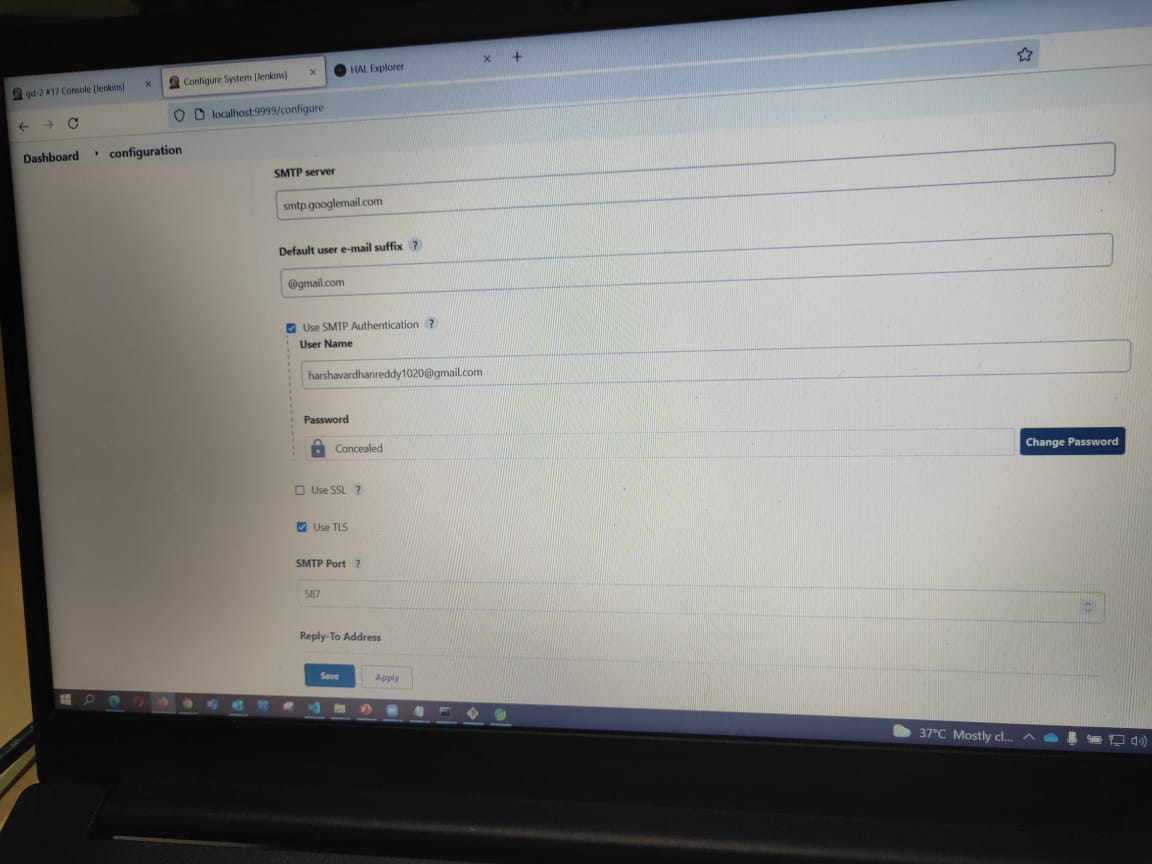 gd-2 #17 Console [Jenkins]
Configure System [Jenkins]
HAL Explorer
localhost:9999/configure
Dashboard
configuration
SMTP server
smtp.googlemail.com
Default user e-mail suffix ?
@gmail.com
Use SMTP Authentication ?
User Name
harshavardhanreddy1020@gmail.com
Password
Concealed
Change Password
Use SSL ?
Use TLS
SMTP Port ?
587
Reply-To Address
Save
Apply
37°C Mostly cl...